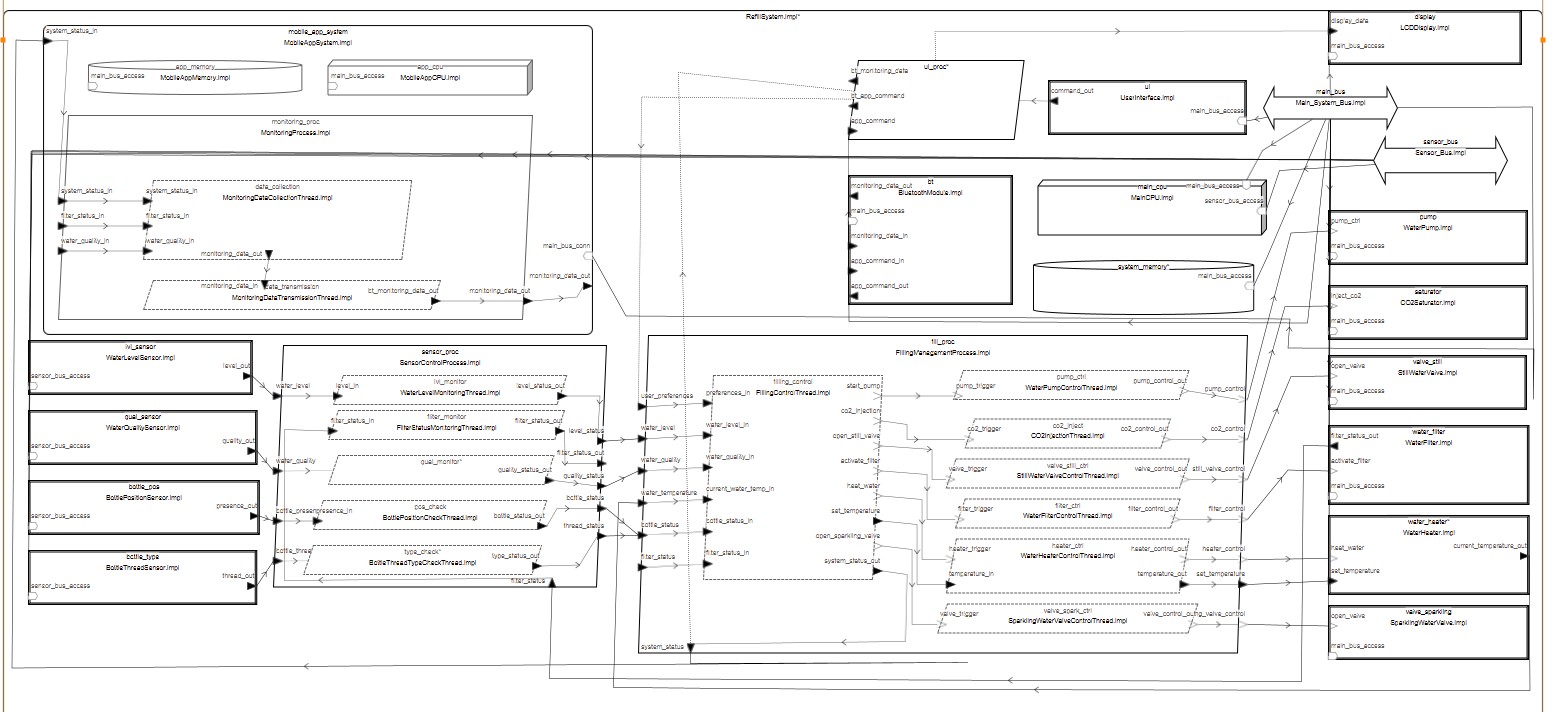 RefillSystem.impl*
system_status_in
mobile_app_system
MobileAppSystem.impl
app_memory
MobileAppMemory.impl
main_bus_access
app_cpu
MobileAppCPU.impl
main_bus_access
monitoring_proc
MonitoringProcess.impl
data_collection
MonitoringDataCollectionThread.impl
system_status_in
system_status_in
filter_status_in
filter_status_in
water_quality_in
water_quality_in
monitoring_data_out
monitoring_data_in
data_transmission
MonitoringDataTransmissionThread.impl
bt_monitoring_data_out
monitoring_data_out
main_bus_conn
monitoring_data_out
ui_proc*
bt_monitoring_data
bt_app_command
app_command
ui
UserInterface.impl
command_out
main_bus_access
display
LCDDisplay.impl
display_data
main_bus_access
main_bus
Main_System_Bus.impl
sensor_bus
Sensor_Bus.impl
bt
BluetoothModule.impl
monitoring_data_out
main_bus_access
monitoring_data_in
app_command_in
app_command_out
main_cpu
MainCPU.impl
main_bus_access
sensor_bus_access
system_memory*
main_bus_access
pump
WaterPump.impl
pump_ctrl
main_bus_access
saturator
CO2Saturator.impl
inject_co2
main_bus_access
valve_still
StillWaterValve.impl
open_valve
main_bus_access
water_filter
WaterFilter.impl
filter_status_out
activate_filter
main_bus_access
water_heater*
WaterHeater.impl
current_temperature_out
heat_water
set_temperature
valve_sparkling
SparklingWaterValve.impl
open_valve
main_bus_access
lvl_sensor
WaterLevelSensor.impl
level_out
sensor_bus_access
qual_sensor
WaterQualitySensor.impl
quality_out
sensor_bus_access
bottle_pos
BottlePositionSensor.impl
presence_out
sensor_bus_access
bottle_type
BottleThreadSensor.impl
thread_out
sensor_bus_access
sensor_proc
SensorControlProcess.impl
water_level
level_in
lvl_monitor
WaterLevelMonitoringThread.impl
level_status_out
filter_status_in
filter_monitor
FilterStatusMonitoringThread.impl
filter_status_out
level_status
filter_status_out
water_quality
qual_monitor*
quality_status_out
quality_status
bottle_presence
presence_in
pos_check
BottlePositionCheckThread.impl
bottle_status_out
bottle_status
thread_status
type_check*
BottleThreadTypeCheckThread.impl
type_status_out
filter_status
fill_proc
FillingManagementProcess.impl
user_preferences
water_level
water_quality
water_temperature
bottle_status
filter_status
system_status
filling_control
FillingControlThread.impl
preferences_in
water_level_in
water_quality_in
current_water_temp_in
bottle_status_in
filter_status_in
start_pump
co2_injection
open_still_valve
activate_filter
heat_water
set_temperature
open_sparkling_valve
system_status_out
pump_trigger
pump_ctrl
WaterPumpControlThread.impl
pump_control_out
pump_control
co2_trigger
co2_inject
CO2InjectionThread.impl
co2_control_out
co2_control
valve_trigger
valve_still_ctrl
StillWaterValveControlThread.impl
valve_control_out
still_valve_control
filter_trigger
filter_ctrl
WaterFilterControlThread.impl
filter_control_out
filter_control
heater_trigger
heater_ctrl
WaterHeaterControlThread.impl
heater_control_out
heater_control
temperature_in
temperature_out
set_temperature
valve_trigger
valve_spark_ctrl
SparklingWaterValveControlThread.impl
valve_control_out